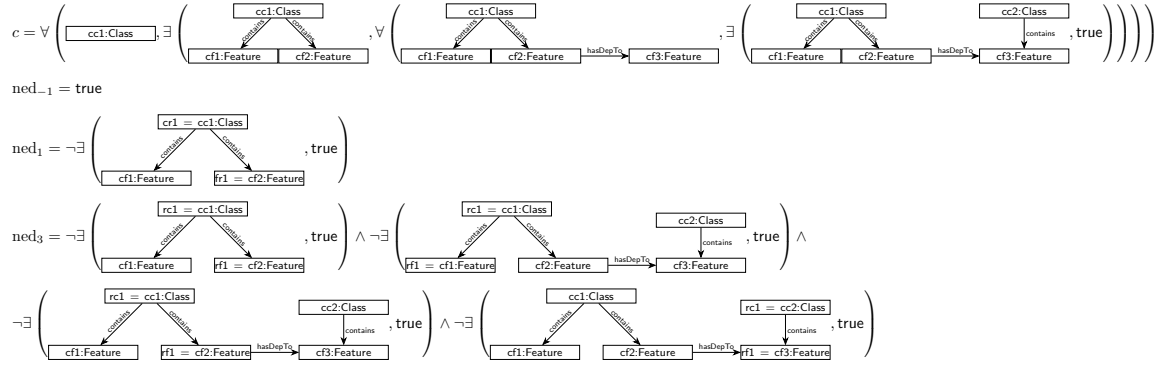 c = ∀ ( cc1:Class , ∃ ( cc1:Class contains contains cf1:Feature cf2:Feature , ∀ ( cc1:Class contains contains cf1:Feature cf2:Feature hasDepTo cf3:Feature , ∃ ( cc1:Class contains contains cf1:Feature cf2:Feature hasDepTo cc2:Class contains cf3:Feature , true ) ) ) )
ned₋₁ = true
ned₁ = ¬∃ ( cr1 = cc1:Class contains contains cf1:Feature fr1 = cf2:Feature , true )
ned₃ = ¬∃ ( rc1 = cc1:Class contains contains cf1:Feature rf1 = cf2:Feature , true ) ∧ ¬∃ ( rc1 = cc1:Class contains contains rf1 = cf1:Feature cf2:Feature hasDepTo cc2:Class contains cf3:Feature , true ) ∧
¬∃ ( rc1 = cc1:Class contains contains cf1:Feature rf1 = cf2:Feature hasDepTo cc2:Class contains cf3:Feature , true ) ∧ ¬∃ ( cc1:Class contains contains cf1:Feature cf2:Feature hasDepTo rc1 = cc2:Class contains rf1 = cf3:Feature , true )